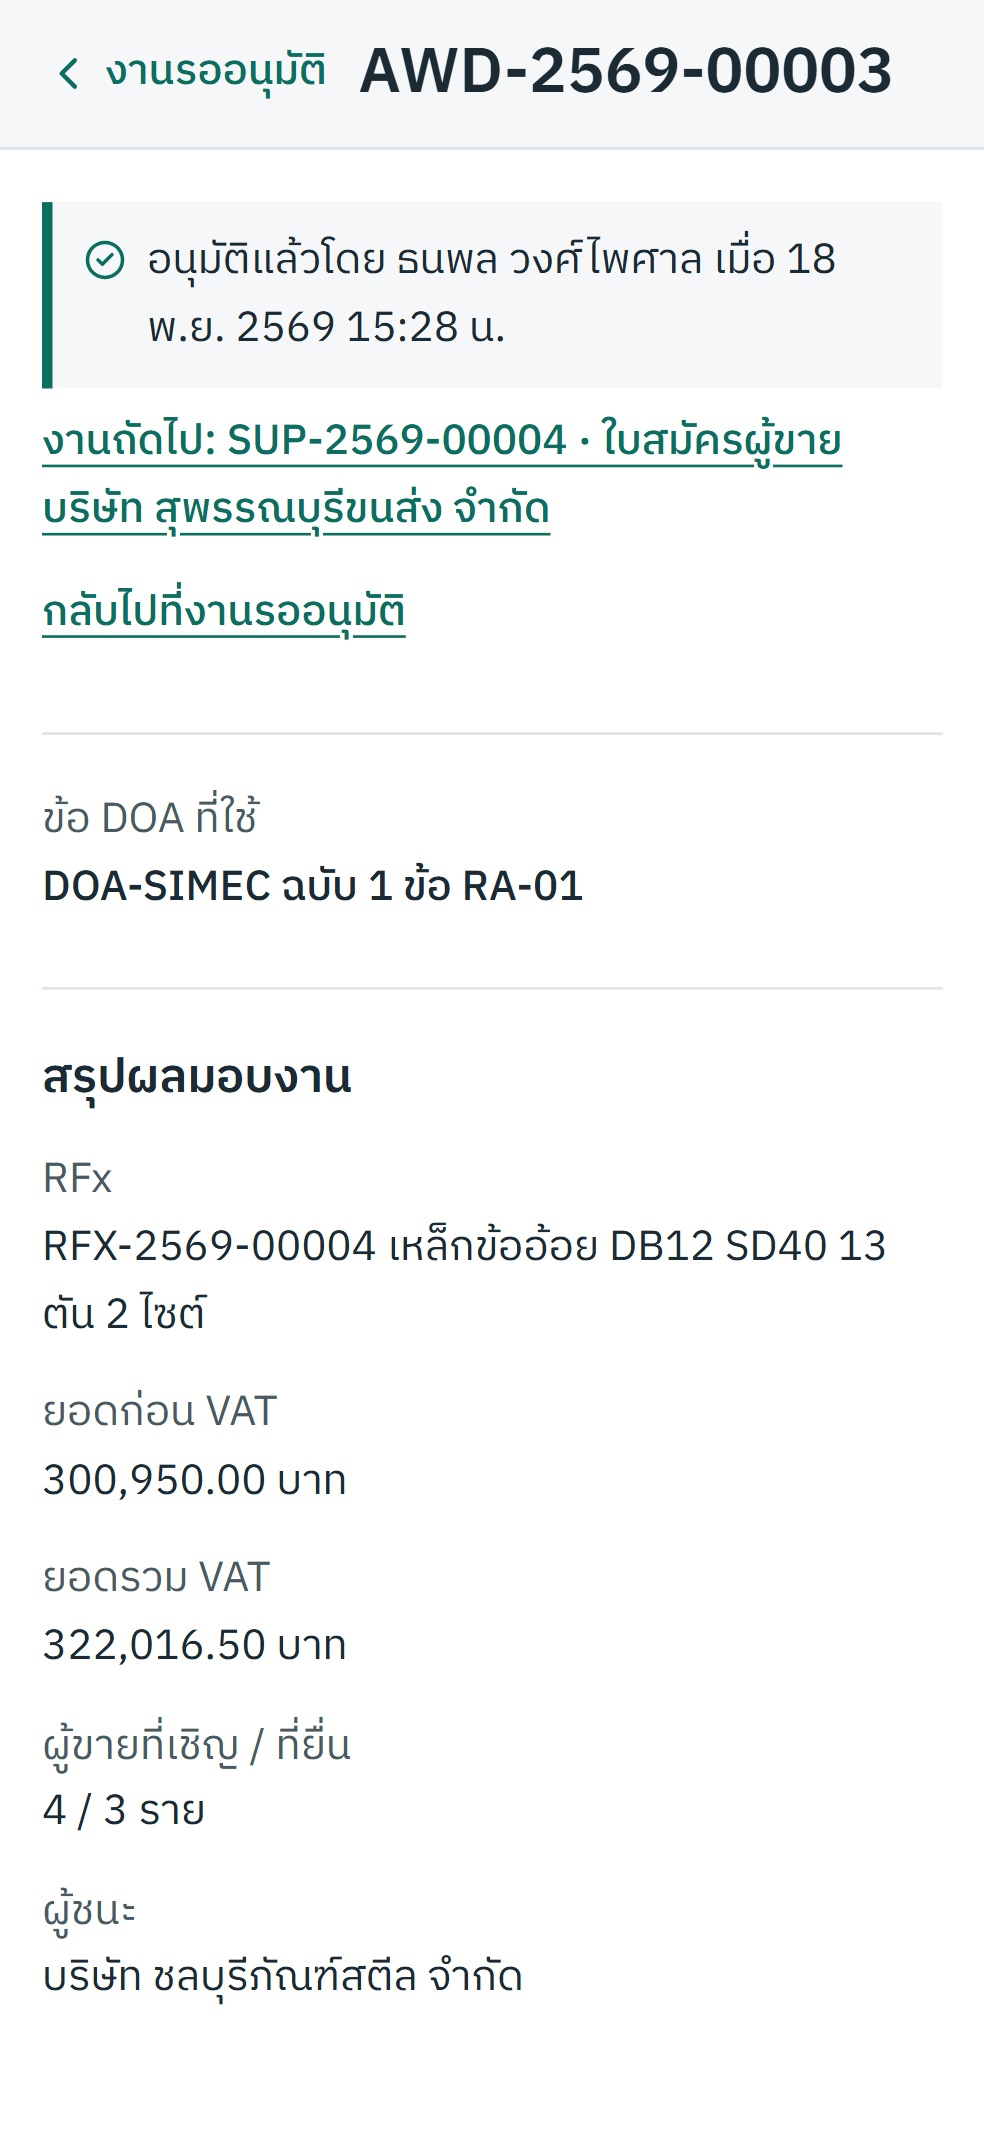 งานรออนุมัติ AWD-2569-00003
อนุมัติแล้วโดย ธนพล วงศ์ไพศาล เมื่อ 18
พ.ย. 2569 15:28 น.
งานถัดไป: SUP-2569-00004 · ใบสมัครผู้ขาย
บริษัท สุพรรณบุรีขนส่ง จำกัด
กลับไปที่งานรออนุมัติ
ข้อ DOA ที่ใช้
DOA-SIMEC ฉบับ 1 ข้อ RA-01
สรุปผลมอบงาน
RFx
RFX-2569-00004 เหล็กข้ออ้อย DB12 SD40 13
ตัน 2 ไซต์
ยอดก่อน VAT
300,950.00 บาท
ยอดรวม VAT
322,016.50 บาท
ผู้ขายที่เชิญ / ที่ยื่น
4 / 3 ราย
ผู้ชนะ
บริษัท ชลบุรีภัณฑ์สตีล จำกัด